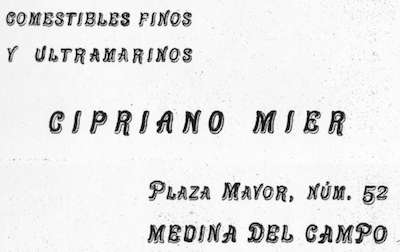 COMESTIBLES FINOS
Y ULTRAMARINOS
CIPRIANO MIER
PLAZA MAYOR, NÚM. 52
MEDINA DEL CAMPO